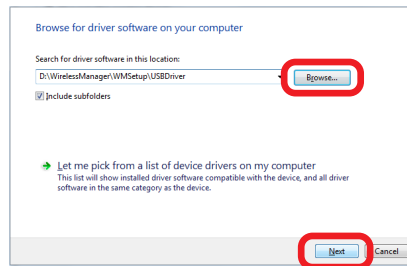 Browse for driver software on your computer
Search for driver software in this location:
D:\WirelessManager\WMSetup\USBDriver
Browse...
Include subfolders
Let me pick from a list of device drivers on my computer
This list will show installed driver software compatible with the device, and all driver
software in the same category as the device.
Next Cancel